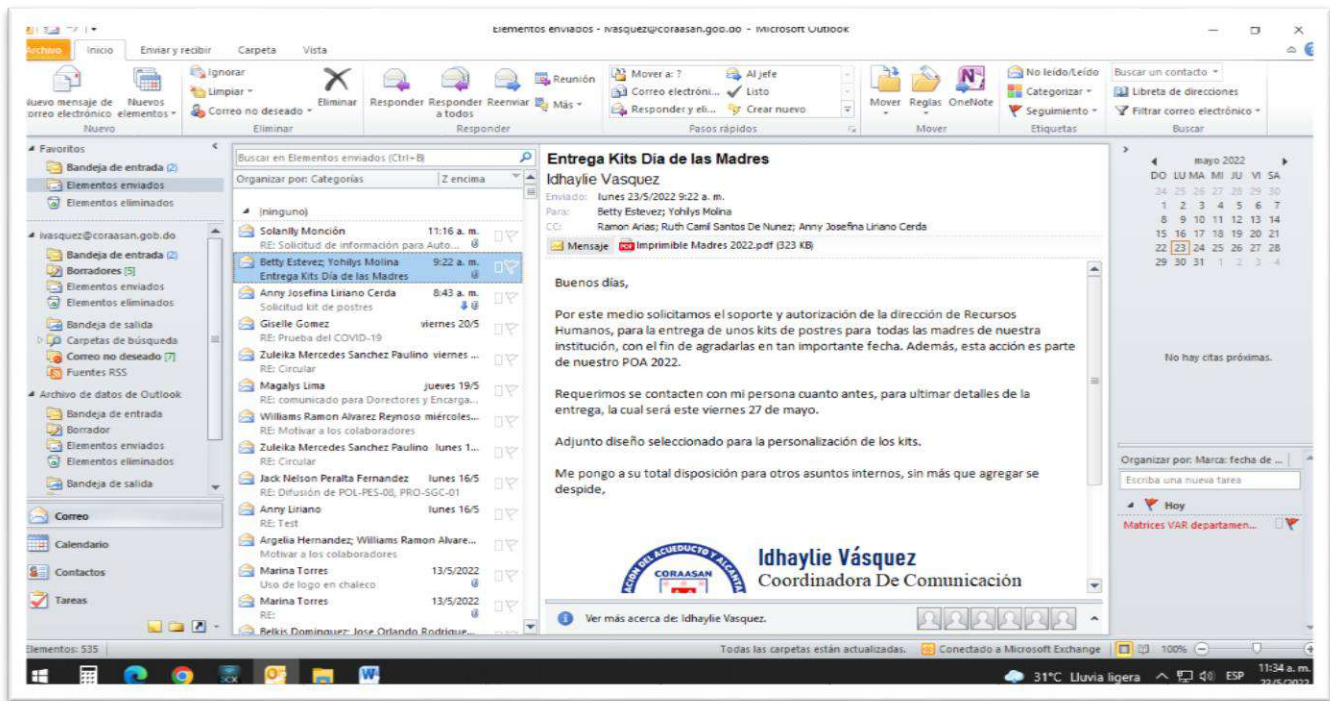 Elementos enviados - ivasquez@coraasan.gob.do - Microsoft Outlook
Archivo Inicio Enviar y recibir Carpeta Vista
Nuevo mensaje de correo electrónico
Nuevos elementos
Nuevo
Ignorar
Limpiar
Correo no deseado
Eliminar
Eliminar
Responder
Responder a todos
Reenviar
Reunión
Más
Responder
Mover a: ?
Correo electróni...
Responder y eli...
Al jefe
Listo
Crear nuevo
Pasos rápidos
Mover
Reglas
OneNote
Mover
No leído/Leído
Categorizar
Seguimiento
Etiquetas
Buscar un contacto
Libreta de direcciones
Filtrar correo electrónico
Buscar
Favoritos
Bandeja de entrada (2)
Elementos enviados
Elementos eliminados
ivasquez@coraasan.gob.do
Bandeja de entrada (2)
Borradores [5]
Elementos enviados
Elementos eliminados
Bandeja de salida
Carpetas de búsqueda
Correo no deseado [7]
Fuentes RSS
Archivo de datos de Outlook
Bandeja de entrada
Borrador
Elementos enviados
Elementos eliminados
Bandeja de salida
Correo
Calendario
Contactos
Tareas
Buscar en Elementos enviados (Ctrl+B)
Organizar por: Categorías Z encima
(ninguno)
Solanlly Monción 11:16 a. m.
RE: Solicitud de información para Auto...
Betty Estevez; Yohilys Molina 9:22 a. m.
Entrega Kits Día de las Madres
Anny Josefina Liriano Cerda 8:43 a. m.
Solicitud kit de postres
Giselle Gomez viernes 20/5
RE: Prueba del COVID-19
Zuleika Mercedes Sanchez Paulino viernes ...
RE: Circular
Magalys Lima jueves 19/5
RE: comunicado para Dorectores y Encarga...
Williams Ramon Alvarez Reynoso miércoles...
RE: Motivar a los colaboradores
Zuleika Mercedes Sanchez Paulino lunes 1...
RE: Circular
Jack Nelson Peralta Fernandez lunes 16/5
RE: Difusión de POL-PES-08, PRO-SGC-01
Anny Liriano lunes 16/5
RE: Test
Argelia Hernandez; Williams Ramon Alvare...
Motivar a los colaboradores
Marina Torres 13/5/2022
Uso de logo en chaleco
Marina Torres 13/5/2022
RE:
Belkis Dominguez; Jose Orlando Rodrigue...
Entrega Kits Día de las Madres
Idhaylie Vasquez
Enviado: lunes 23/5/2022 9:22 a. m.
Para: Betty Estevez; Yohilys Molina
CC: Ramon Arias; Ruth Camil Santos De Nunez; Anny Josefina Liriano Cerda
Mensaje Imprimible Madres 2022.pdf (323 KB)
Buenos días,
Por este medio solicitamos el soporte y autorización de la dirección de Recursos
Humanos, para la entrega de unos kits de postres para todas las madres de nuestra
institución, con el fin de agradarlas en tan importante fecha. Además, esta acción es parte
de nuestro POA 2022.
Requerimos se contacten con mi persona cuanto antes, para ultimar detalles de la
entrega, la cual será este viernes 27 de mayo.
Adjunto diseño seleccionado para la personalización de los kits.
Me pongo a su total disposición para otros asuntos internos, sin más que agregar se
despide,
CORAASAN
Idhaylie Vásquez
Coordinadora De Comunicación
Ver más acerca de: Idhaylie Vasquez.
mayo 2022
DO LU MA MI JU VI SA
24 25 26 27 28 29 30
1 2 3 4 5 6 7
8 9 10 11 12 13 14
15 16 17 18 19 20 21
22 23 24 25 26 27 28
29 30 31 1 2 3 4
No hay citas próximas.
Organizar por: Marca: fecha de ...
Escriba una nueva tarea
Hoy
Matrices VAR departamen...
Elementos: 535
Todas las carpetas están actualizadas. Conectado a Microsoft Exchange 100%
31°C Lluvia ligera ESP 11:34 a. m.
23/5/2022